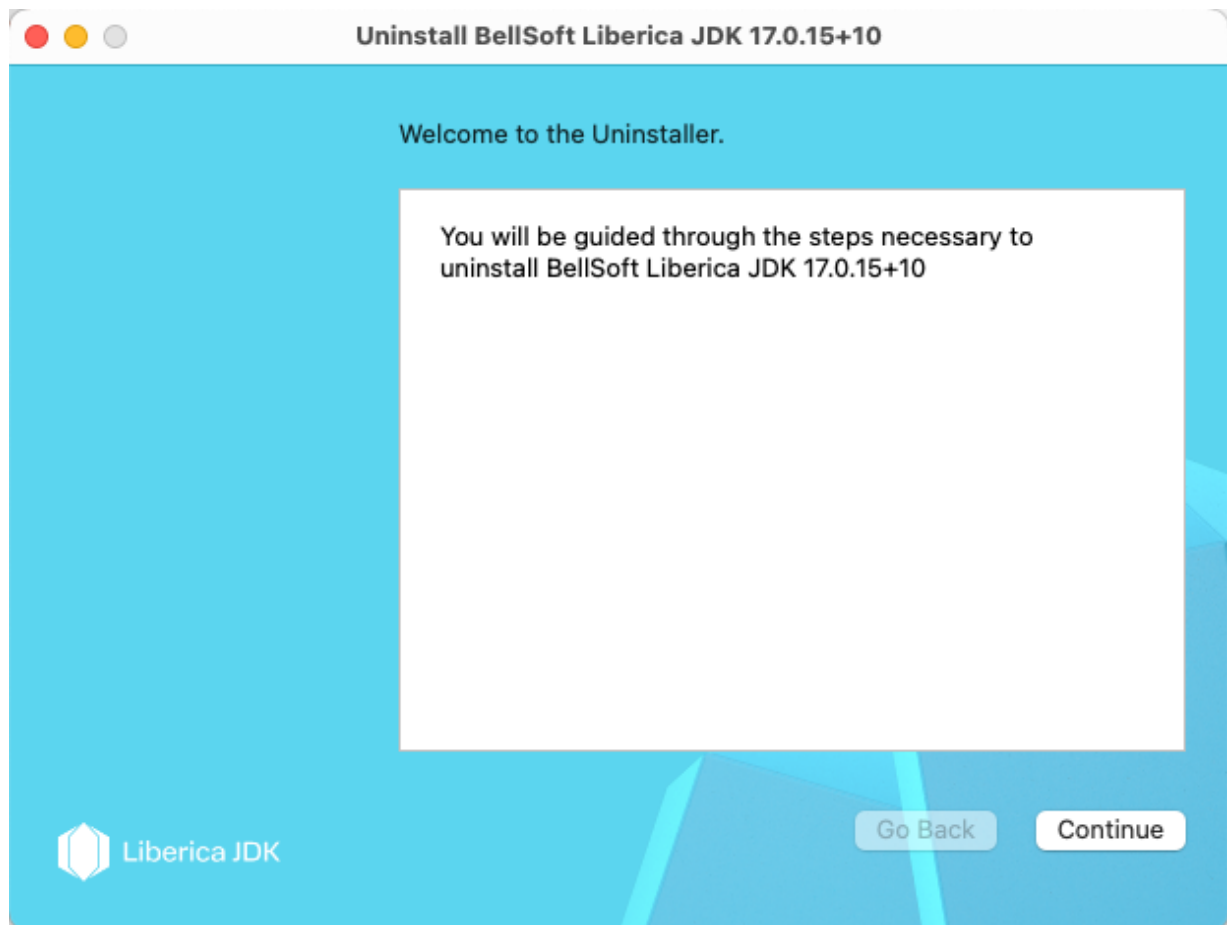 Uninstall BellSoft Liberica JDK 17.0.15+10
Welcome to the Uninstaller.
You will be guided through the steps necessary to
uninstall BellSoft Liberica JDK 17.0.15+10
Go Back
Continue
Liberica JDK